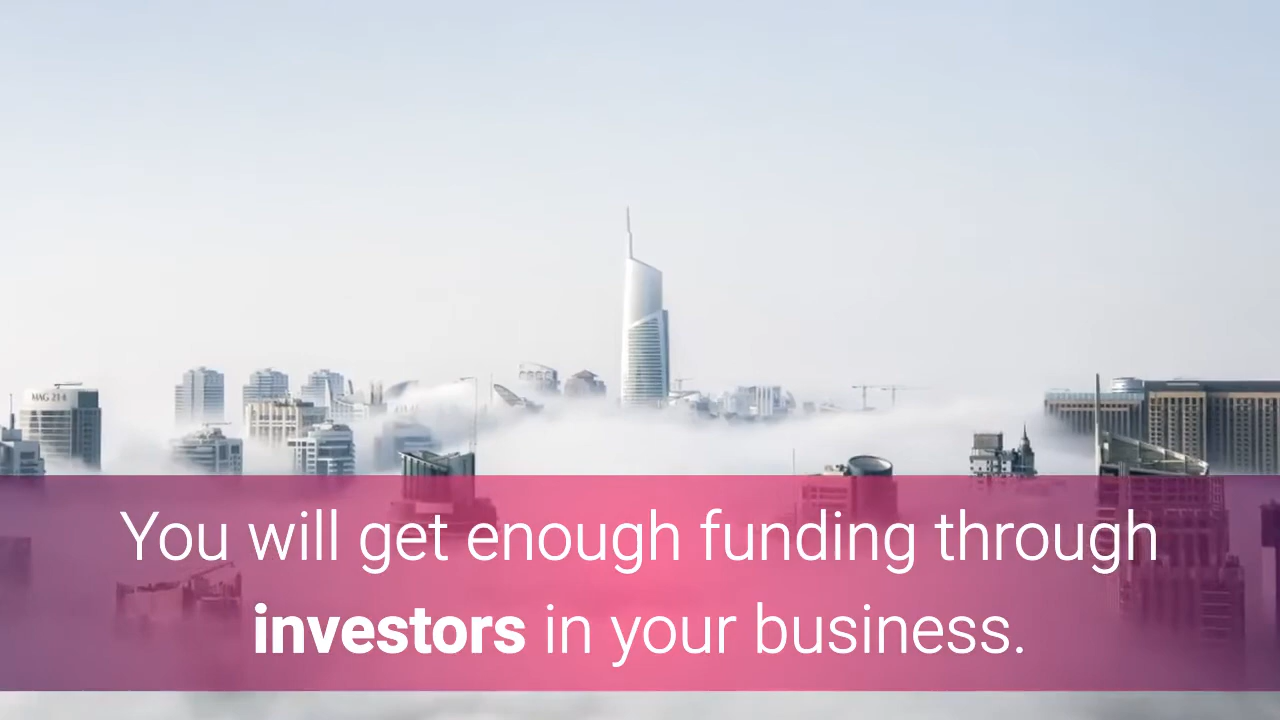 MAG 214
You will get enough funding through
investors in your business.